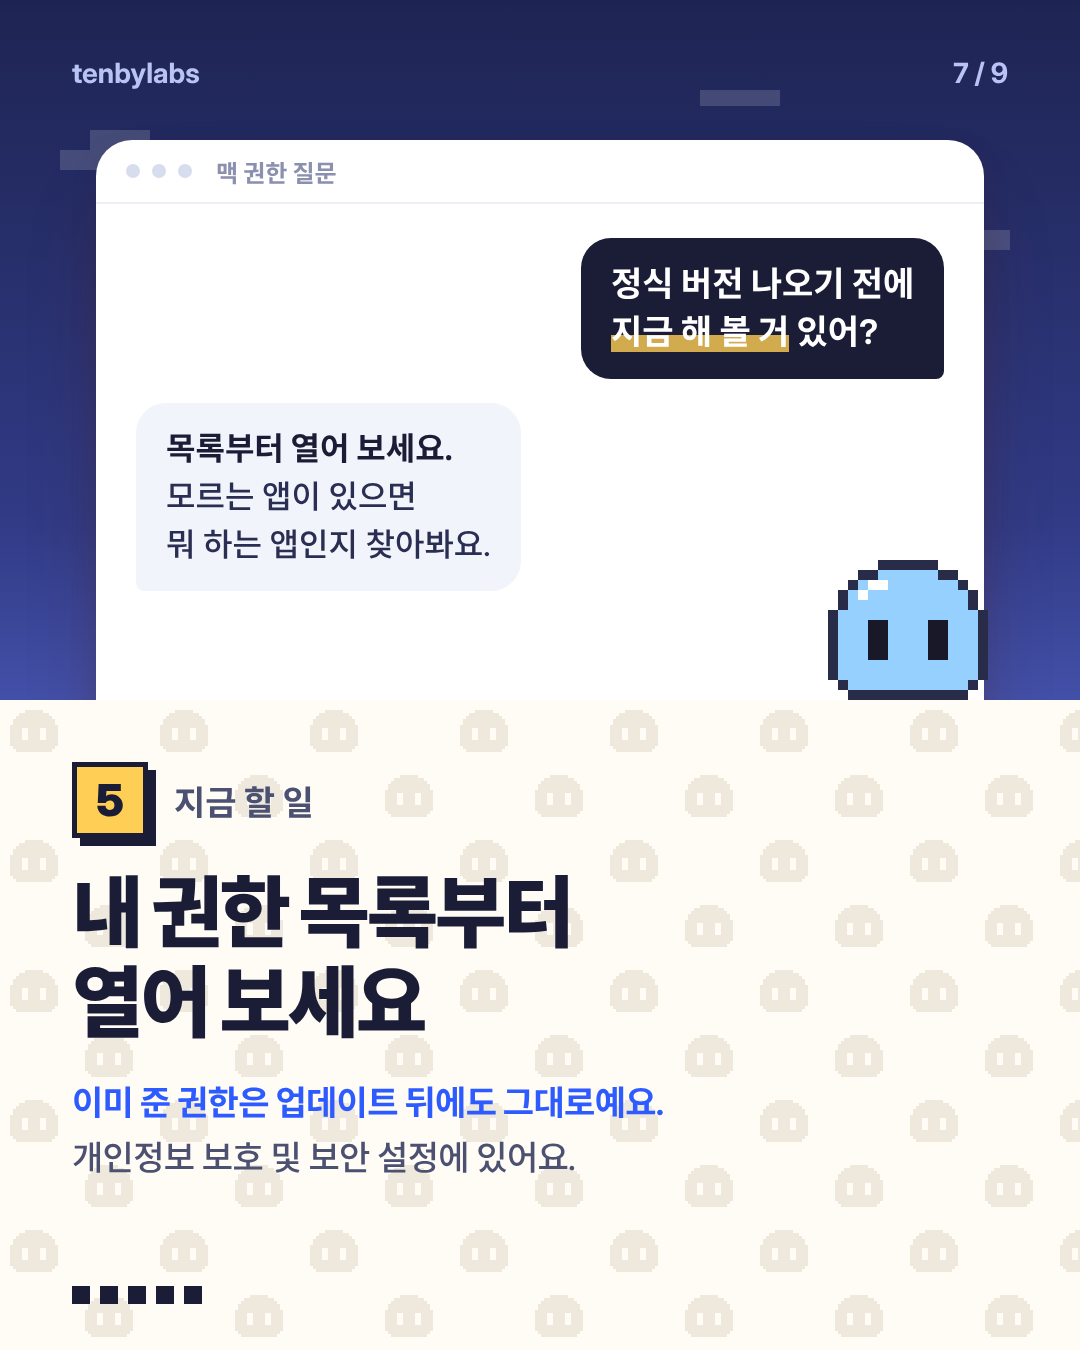 tenbylabs
7 / 9
맥 권한 질문
정식 버전 나오기 전에
지금 해 볼 거 있어?
목록부터 열어 보세요.
모르는 앱이 있으면
뭐 하는 앱인지 찾아봐요.
5
지금 할 일
내 권한 목록부터
열어 보세요
이미 준 권한은 업데이트 뒤에도 그대로예요.
개인정보 보호 및 보안 설정에 있어요.